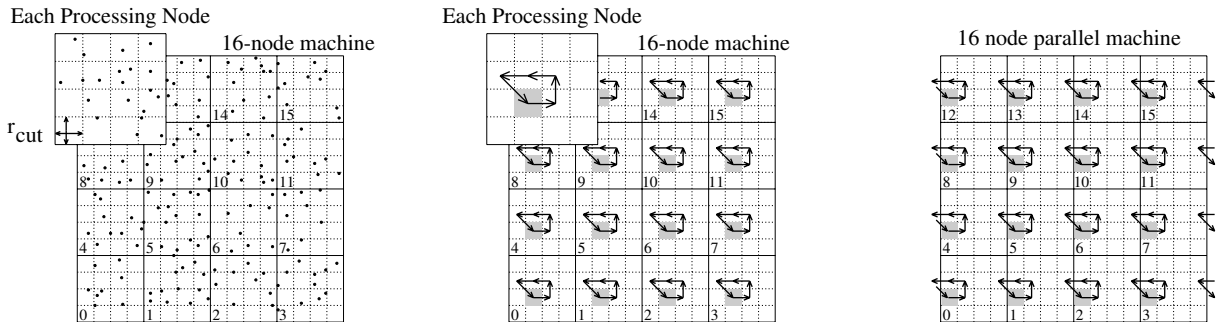 Each Processing Node
16-node machine
r cut
14 15
8 9 10 11
4 5 6 7
0 1 2 3
Each Processing Node
16-node machine
14 15
8 9 10 11
4 5 6 7
0 1 2 3
16 node parallel machine
12 13 14 15
8 9 10 11
4 5 6 7
0 1 2 3